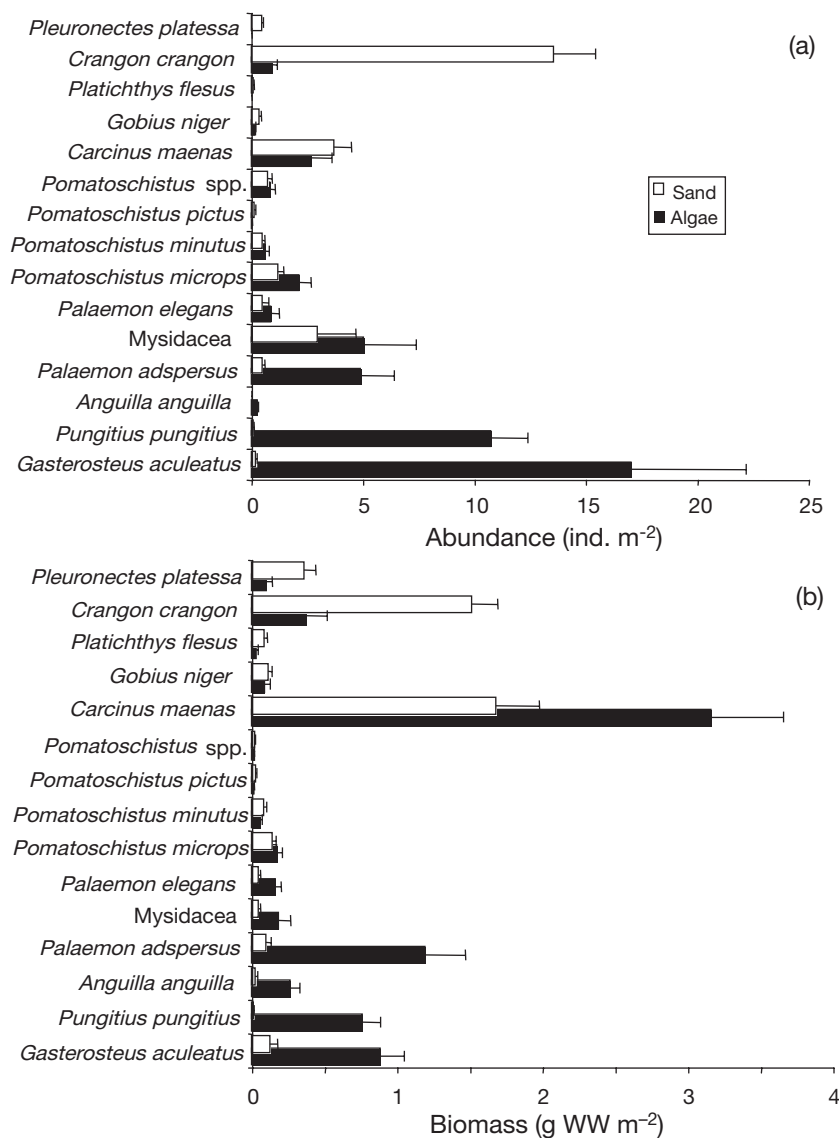 Pleuronectes platessa
(a)
Crangon crangon
Platichthys flesus
Gobius niger
Carcinus maenas
Pomatoschistus spp.
Sand
Algae
Pomatoschistus pictus
Pomatoschistus minutus
Pomatoschistus microps
Palaemon elegans
Mysidacea
Palaemon adspersus
Anguilla anguilla
Pungitius pungitius
Gasterosteus aculeatus
0 5 10 15 20 25
Abundance (ind. m⁻²)
Pleuronectes platessa
(b)
Crangon crangon
Platichthys flesus
Gobius niger
Carcinus maenas
Pomatoschistus spp.
Pomatoschistus pictus
Pomatoschistus minutus
Pomatoschistus microps
Palaemon elegans
Mysidacea
Palaemon adspersus
Anguilla anguilla
Pungitius pungitius
Gasterosteus aculeatus
0 1 2 3 4
Biomass (g WW m⁻²)